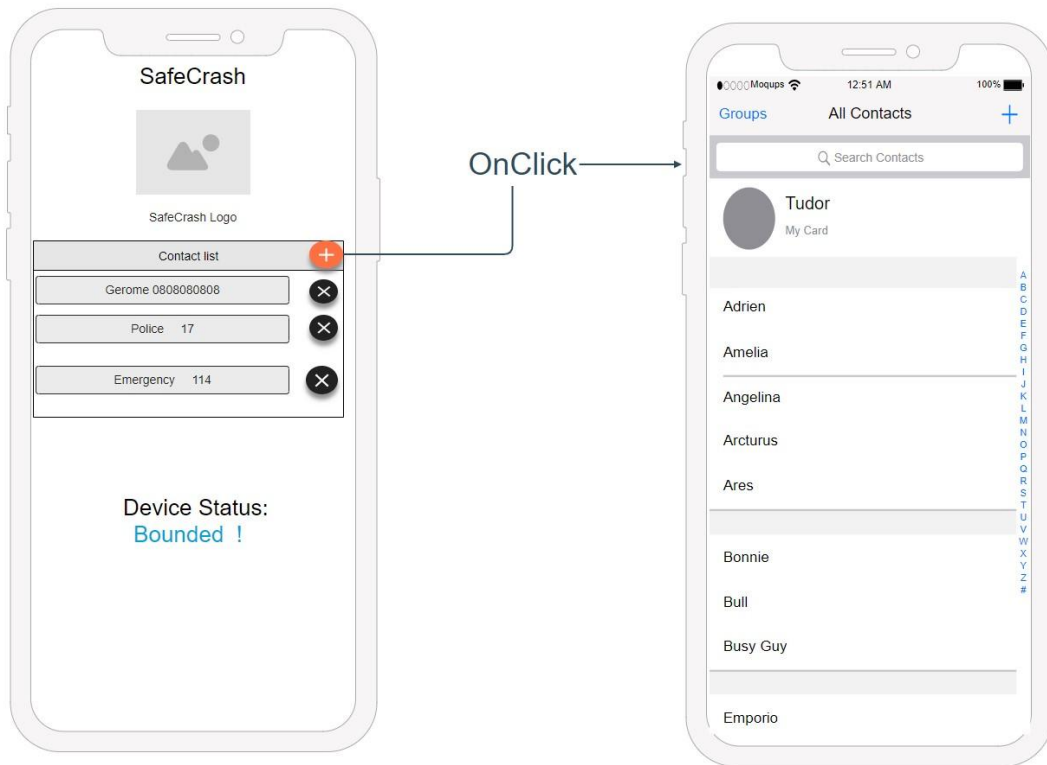 SafeCrash
SafeCrash Logo
Contact list
Gerome 0808080808
Police 17
Emergency 114
Device Status:
Bounded !
OnClick
Moqups 12:51 AM 100%
Groups All Contacts +
Search Contacts
Tudor
My Card
Adrien
Amelia
Angelina
Arcturus
Ares
Bonnie
Bull
Busy Guy
Emporio
A
B
C
D
E
F
G
H
I
J
K
L
M
N
O
P
Q
R
S
T
U
V
W
X
Y
Z
#